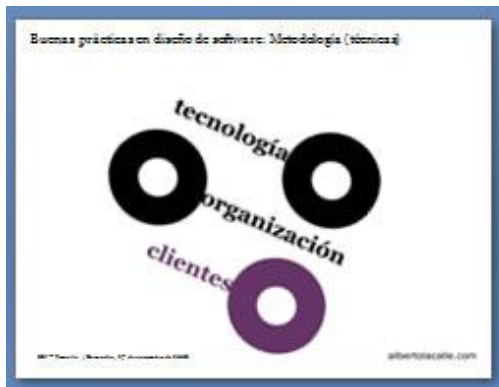 Buenas prácticas en diseño de software: Metodología (técnicas)
tecnología
organización
clientes
albertolacalle.com